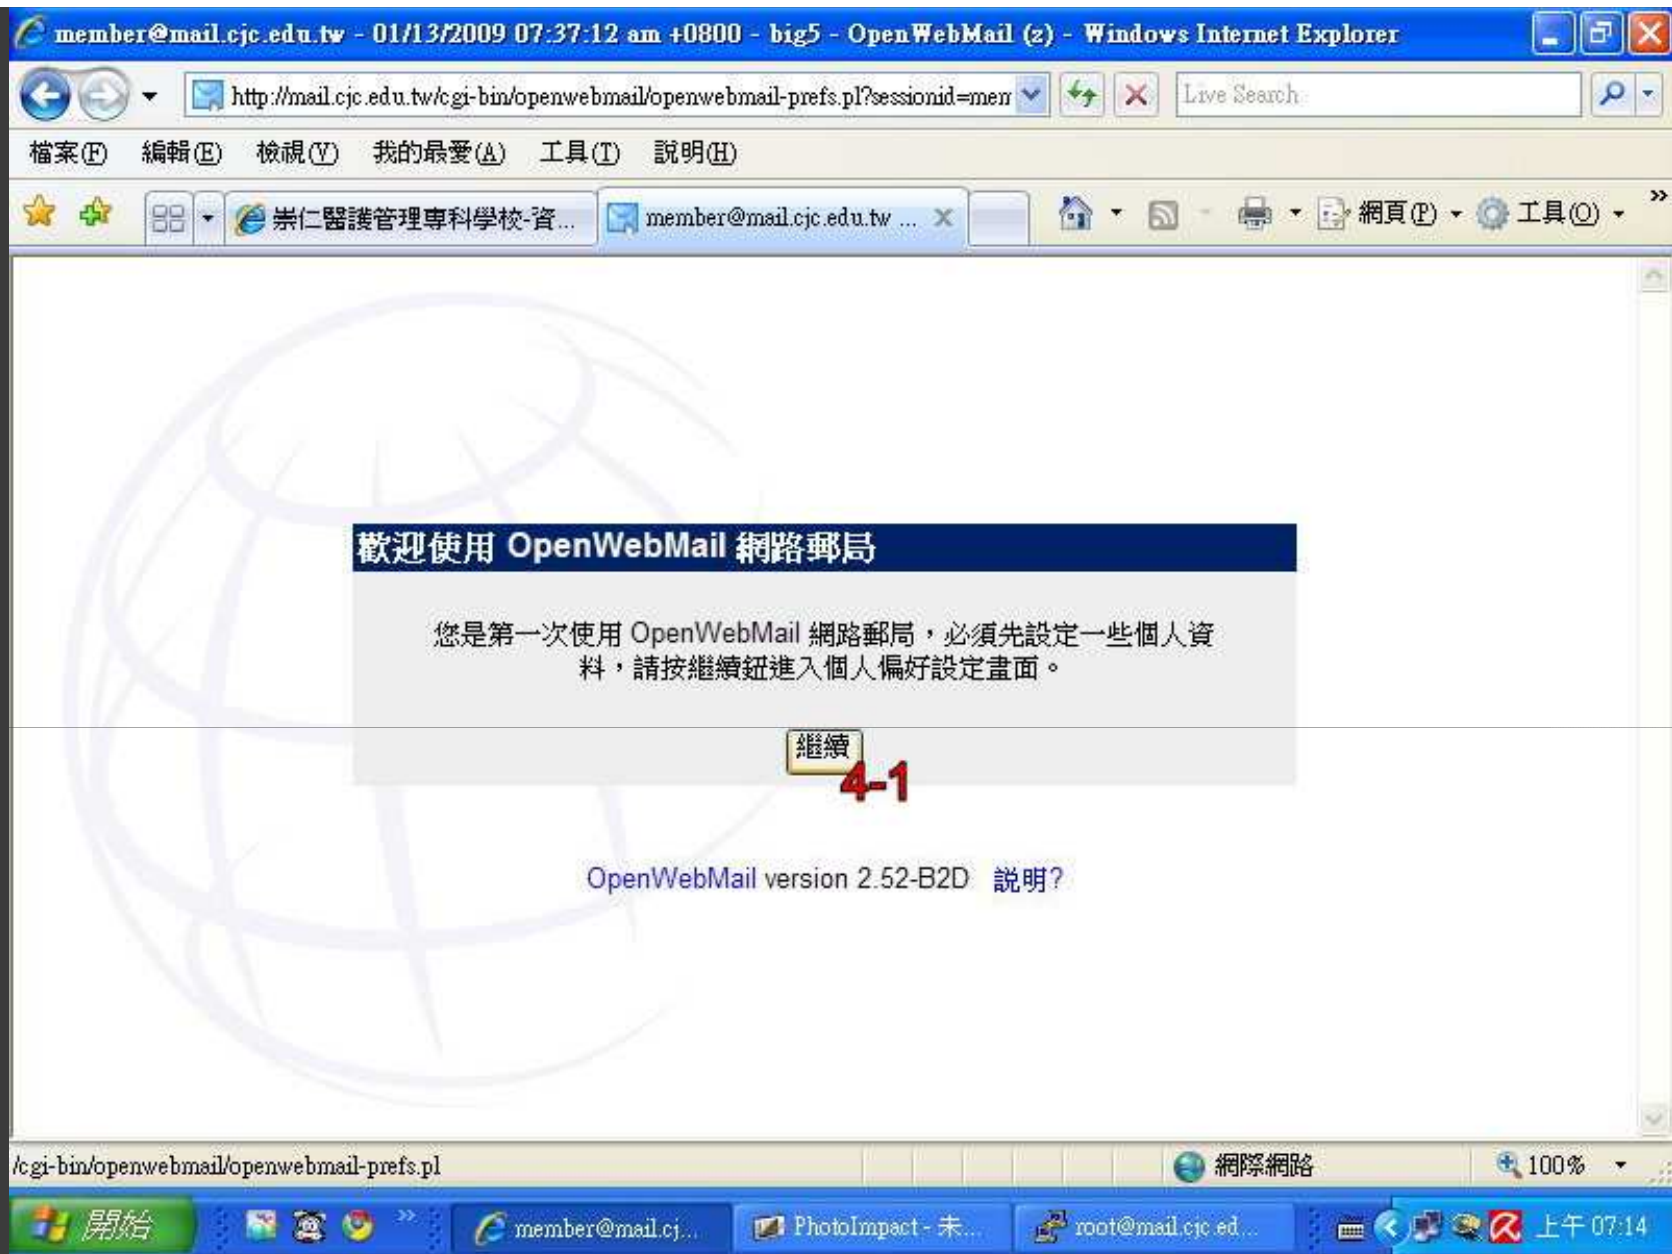 member@mail.cjc.edu.tw - 01/13/2009 07:37:12 am +0800 - big5 - OpenWebMail (z) - Windows Internet Explorer
http://mail.cjc.edu.tw/cgi-bin/openwebmail/openwebmail-prefs.pl?sessionid=mem
Live Search
檔案(F) 編輯(E) 檢視(V) 我的最愛(A) 工具(T) 說明(H)
崇仁醫護管理專科學校-資... member@mail.cjc.edu.tw ... 網頁(P) 工具(O) »
歡迎使用 OpenWebMail 網路郵局
您是第一次使用 OpenWebMail 網路郵局，必須先設定一些個人資
料，請按繼續鈕進入個人偏好設定畫面。
繼續
4-1
OpenWebMail version 2.52-B2D 說明?
/cgi-bin/openwebmail/openwebmail-prefs.pl 網際網路 100%
開始 » member@mail.cj... PhotoImpact - 未... root@mail.cjc.ed... 上午 07:14